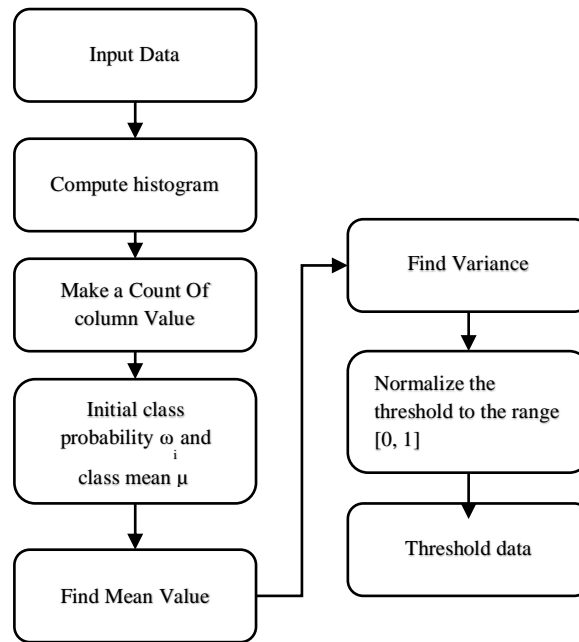 Input Data
Compute histogram
Make a Count Of
column Value
Initial class
probability ωi and
class mean μ
Find Mean Value
Find Variance
Normalize the
threshold to the range
[0, 1]
Threshold data